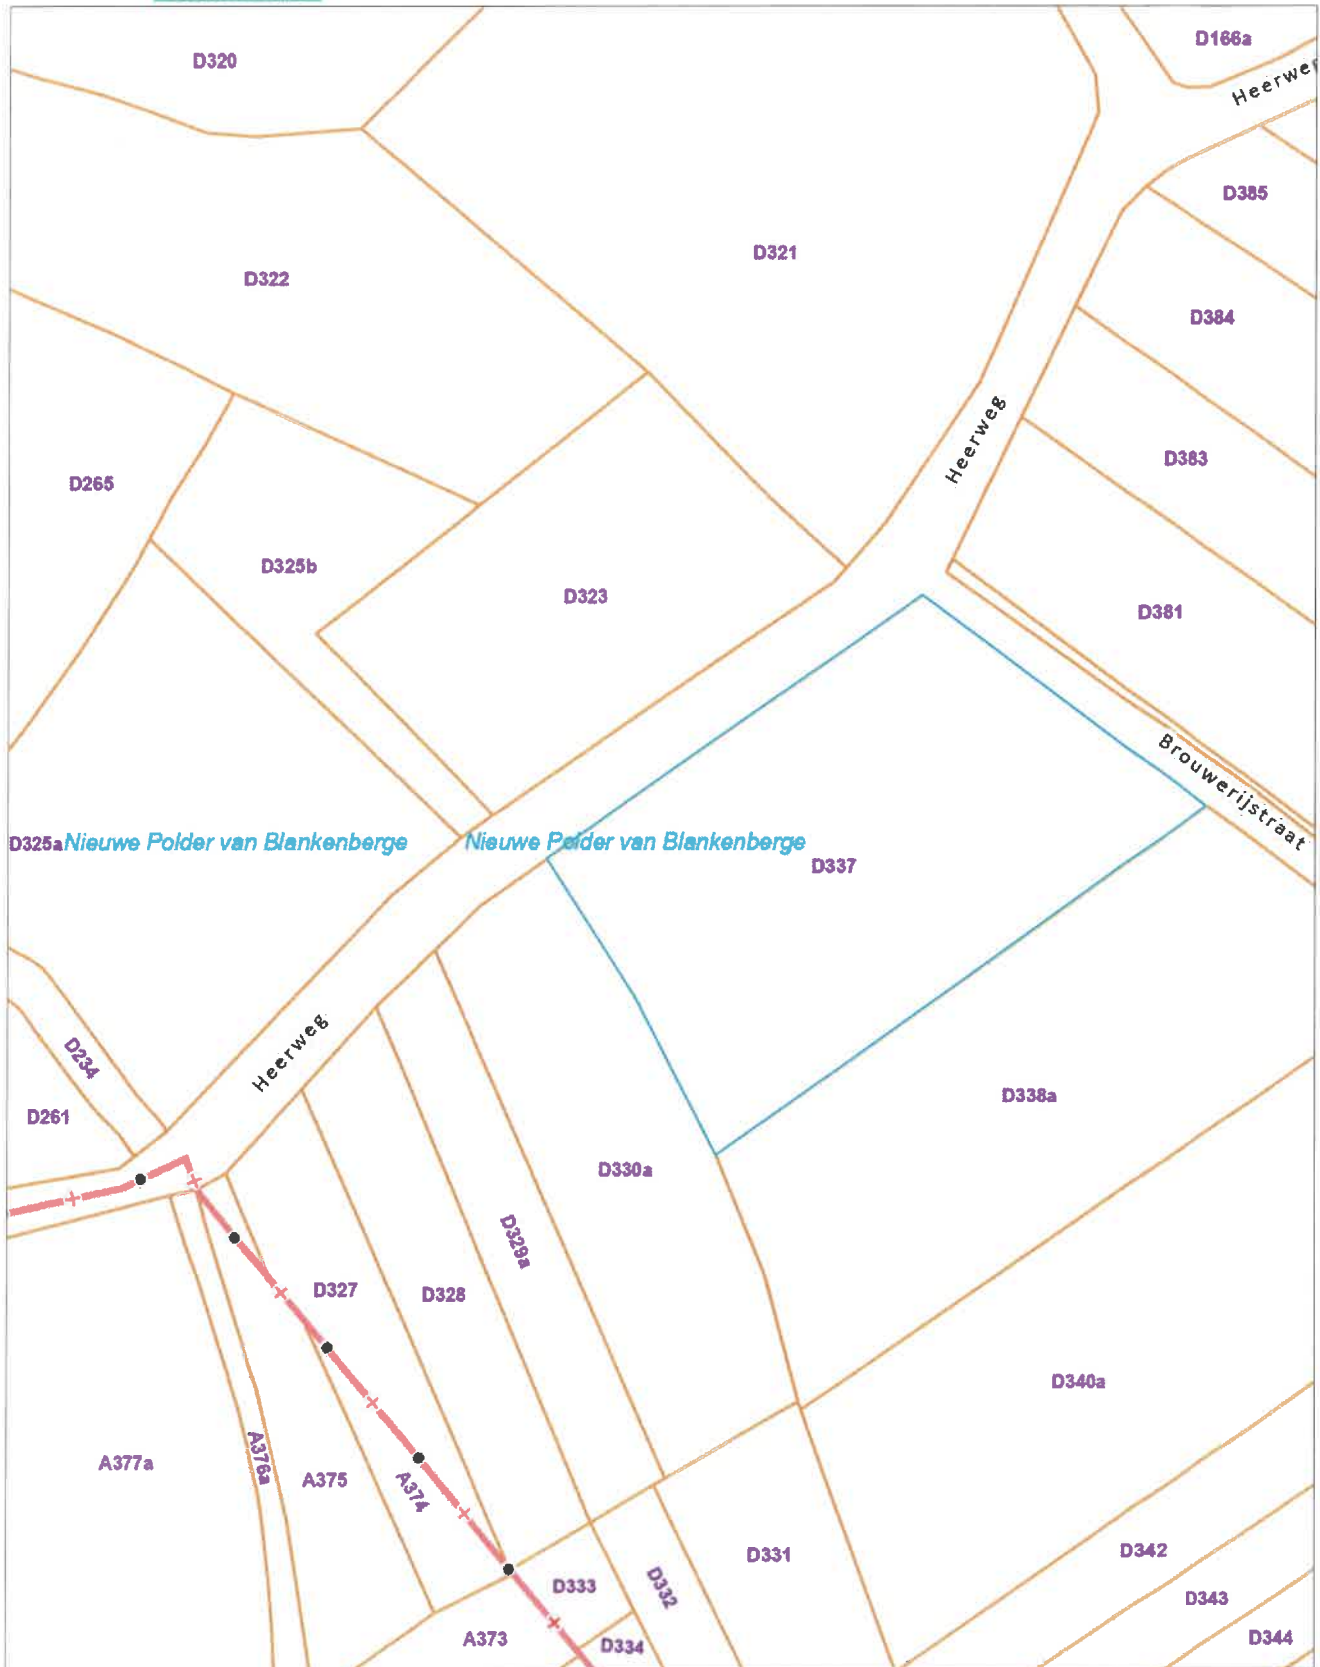 D320
D166a
Heerweg
D385
D321
D322
D384
Heerweg
D383
D265
D325b
D323
D381
Brouwerijstraat
D325a
Nieuwe Polder van Blankenberge
Nieuwe Polder van Blankenberge
D337
Heerweg
D234
D338a
D261
D330a
D329a
D327
D328
D340a
A377a
A376a
A375
A374
D342
D331
D333
D332
D343
A373
D334
D344